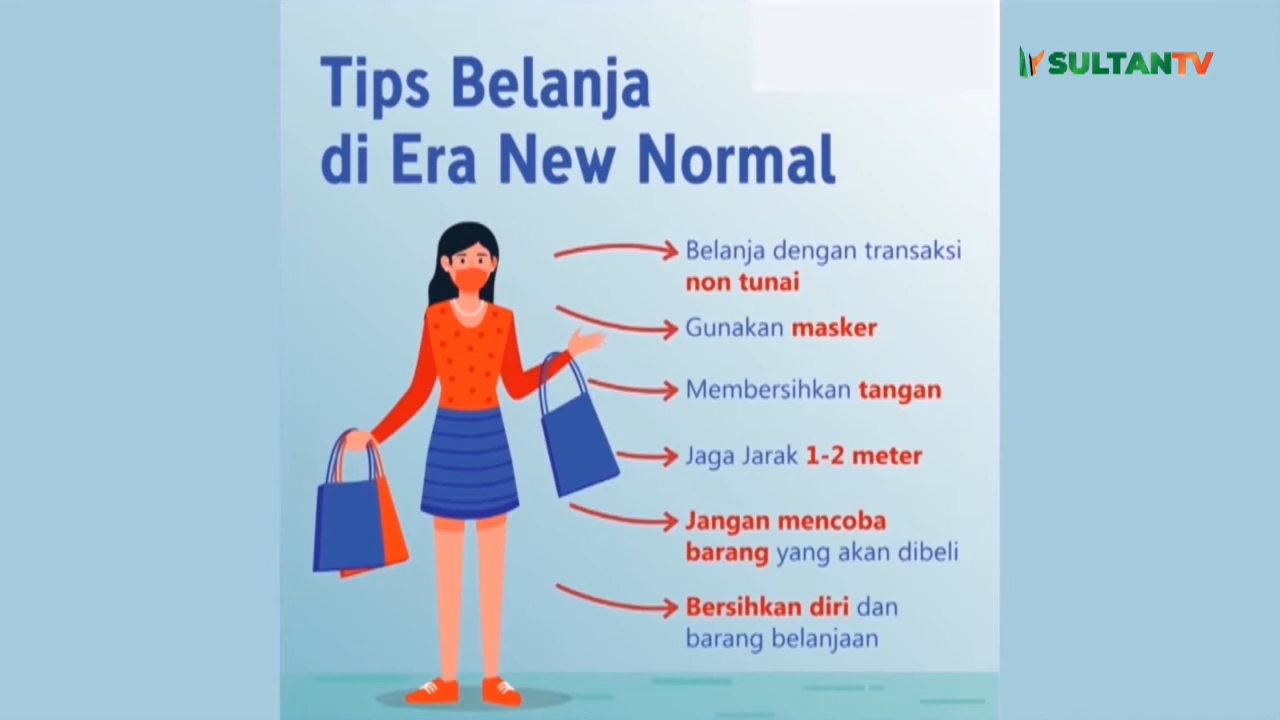 Tips Belanja
di Era New Normal
SULTANTV
Belanja dengan transaksi
non tunai
Gunakan masker
Membersihkan tangan
Jaga Jarak 1-2 meter
Jangan mencoba
barang yang akan dibeli
Bersihkan diri dan
barang belanjaan